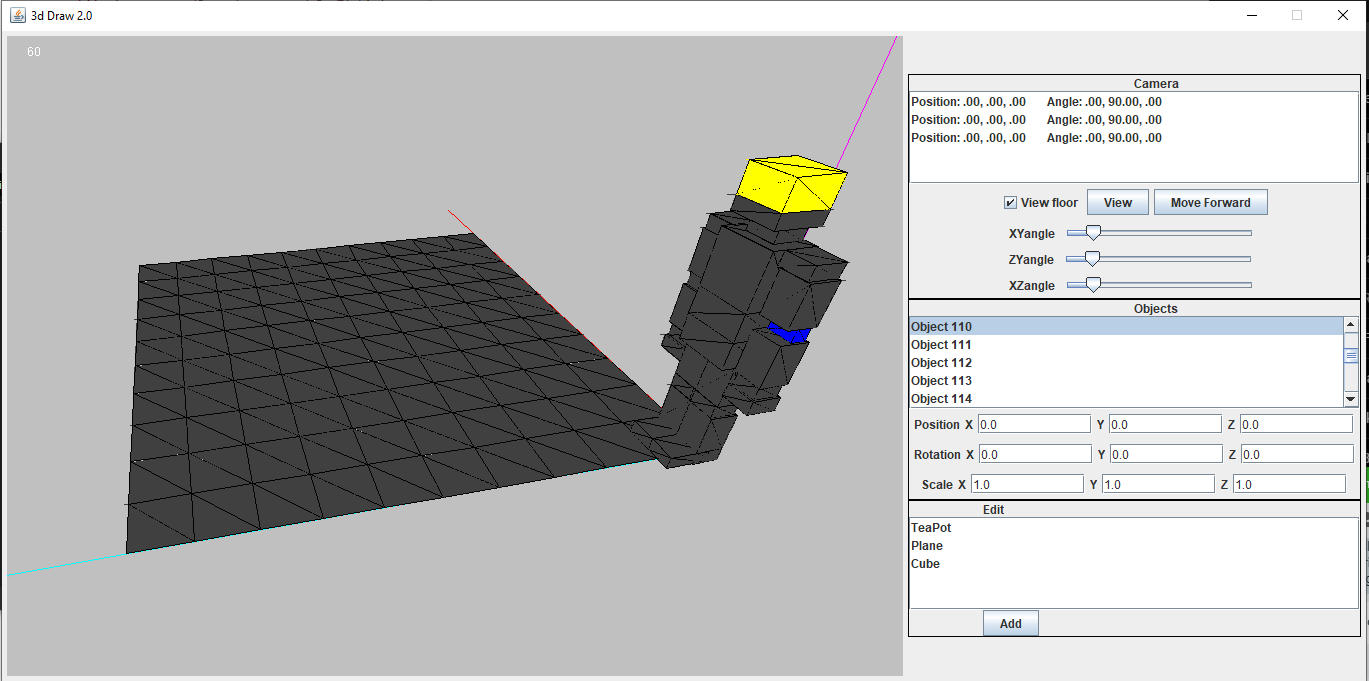 3d Draw 2.0
60
Camera
Position: .00, .00, .00 Angle: .00, 90.00, .00
Position: .00, .00, .00 Angle: .00, 90.00, .00
Position: .00, .00, .00 Angle: .00, 90.00, .00
View floor View Move Forward
XYangle
ZYangle
XZangle
Objects
Object 110
Object 111
Object 112
Object 113
Object 114
Position X 0.0 Y 0.0 Z 0.0
Rotation X 0.0 Y 0.0 Z 0.0
Scale X 1.0 Y 1.0 Z 1.0
Edit
TeaPot
Plane
Cube
Add